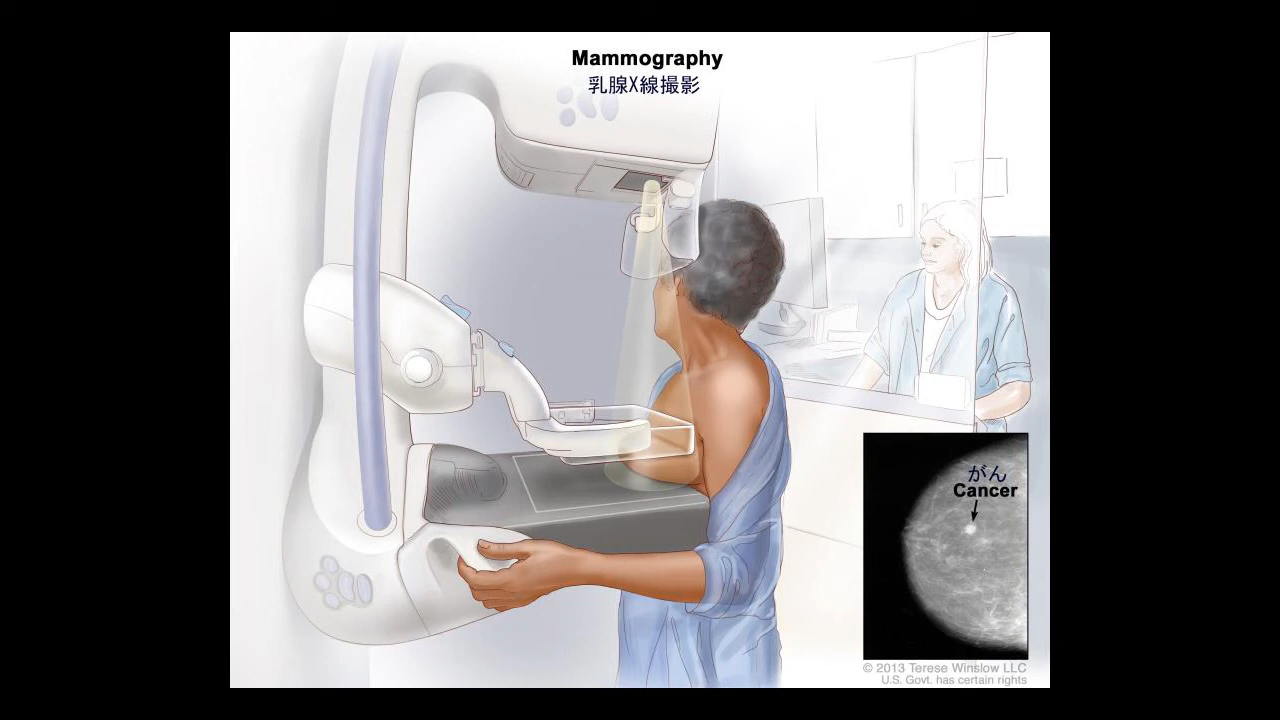 Mammography
乳腺X線撮影
がん
Cancer
© 2013 Terese Winslow LLC
U.S. Govt. has certain rights